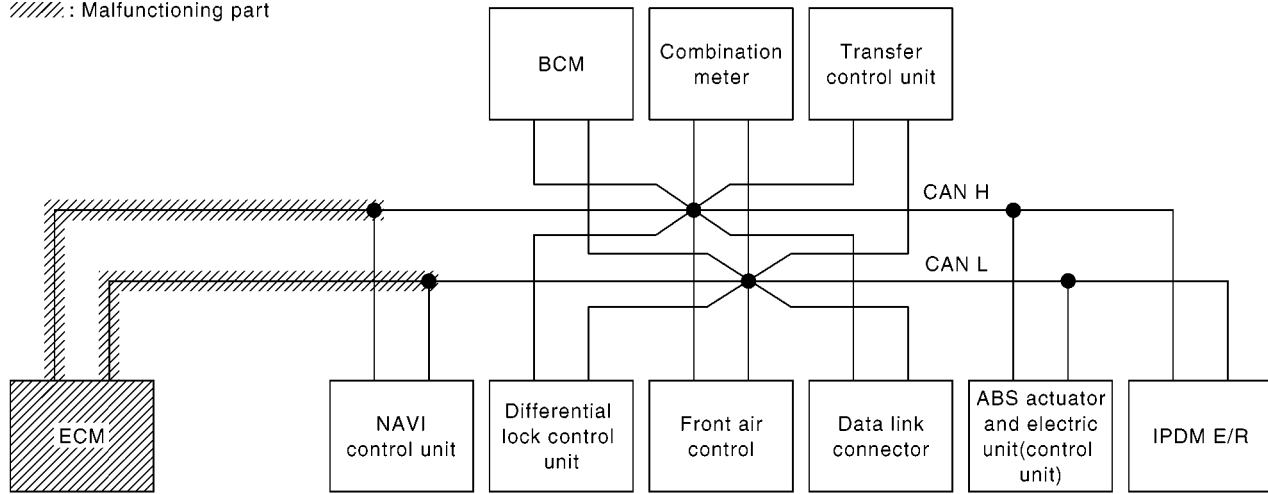 : Malfunctioning part
BCM
Combination
meter
Transfer
control unit
CAN H
CAN L
ECM
NAVI
control unit
Differential
lock control
unit
Front air
control
Data link
connector
ABS actuator
and electric
unit(control
unit)
IPDM E/R